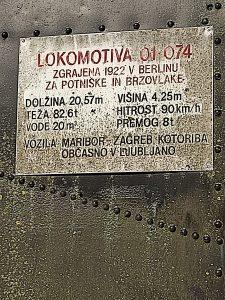 LOKOMOTIVA 01-074
ZGRAJENA 1922 V BERLINU
ZA POTNIŠKE IN BRZOVLAKE
DOLŽINA 20,57m VIŠINA 4,25m
TEŽA 82,6t HITROST 90km/h
VODE 20m³ PREMOG 8t
VOZILA MARIBOR-ZAGREB KOTORIBA
OBČASNO V LJUBLJANO